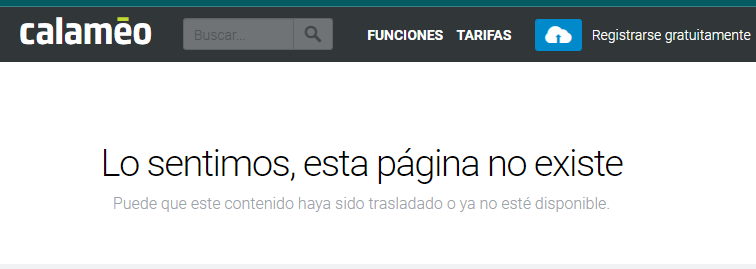 calamēo
Buscar...
FUNCIONES
TARIFAS
Registrarse gratuitamente
Lo sentimos, esta página no existe
Puede que este contenido haya sido trasladado o ya no esté disponible.